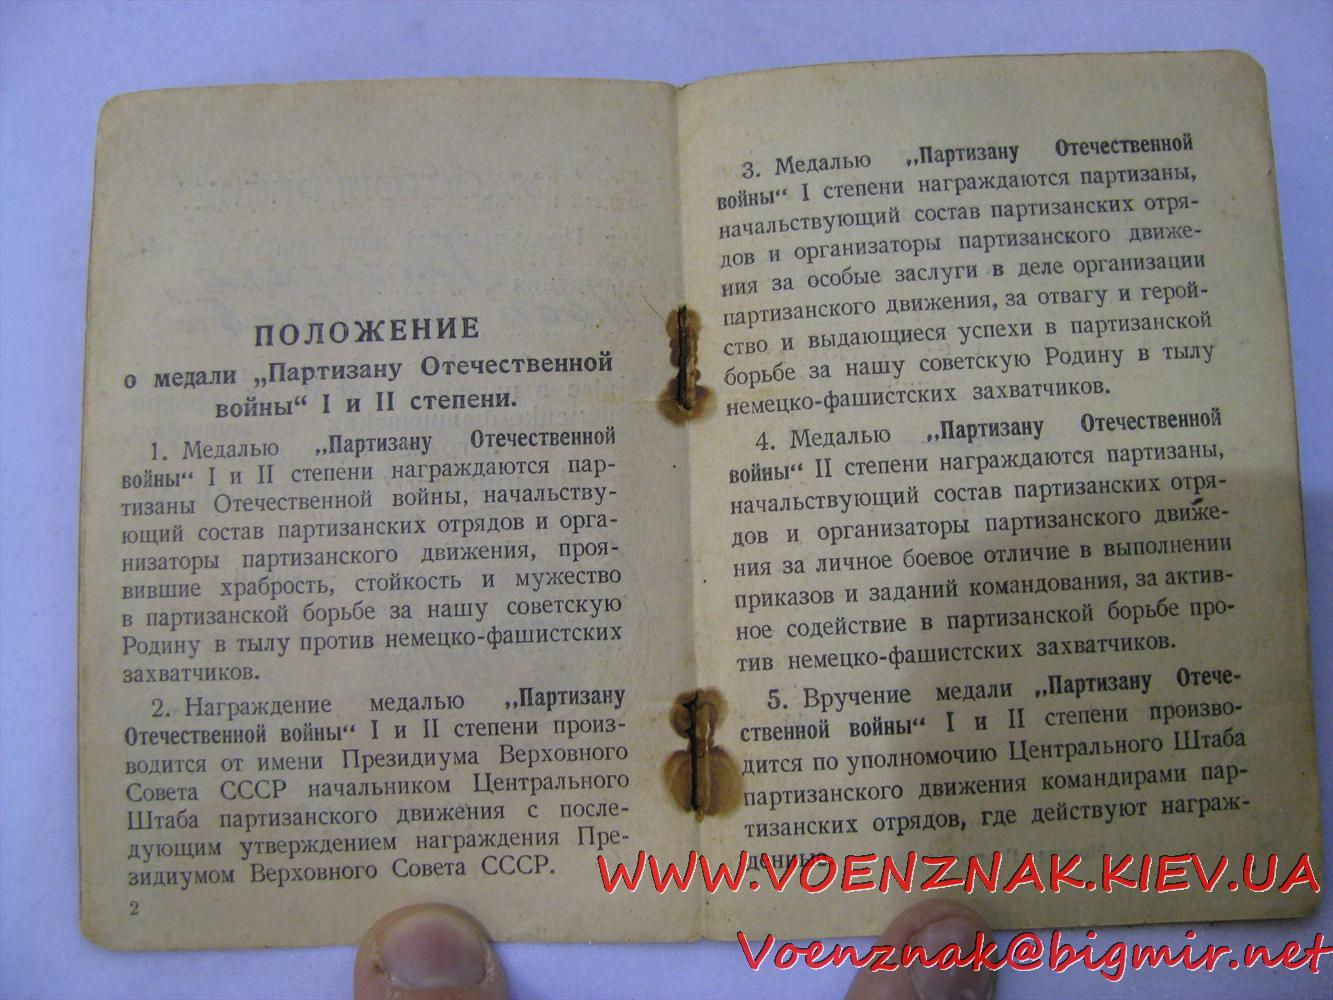 ПОЛОЖЕНИЕ
о медали „Партизану Отечественной
войны“ I и II степени.
1. Медалью „Партизану Отечественной
войны“ I и II степени награждаются пар-
тизаны Отечественной войны, начальству-
ющий состав партизанских отрядов и орга-
низаторы партизанского движения, проя-
вившие храбрость, стойкость и мужество
в партизанской борьбе за нашу советскую
Родину в тылу против немецко-фашистских
захватчиков.
2. Награждение медалью „Партизану
Отечественной войны“ I и II степени произ-
водится от имени Президиума Верховного
Совета СССР начальником Центрального
Штаба партизанского движения с после-
дующим утверждением награждения Пре-
зидиумом Верховного Совета СССР.
2
3. Медалью „Партизану Отечественной
войны“ I степени награждаются партизаны,
начальствующий состав партизанских отря-
дов и организаторы партизанского движе-
ния за особые заслуги в деле организации
партизанского движения, за отвагу и герой-
ство и выдающиеся успехи в партизанской
борьбе за нашу советскую Родину в тылу
немецко-фашистских захватчиков.
4. Медалью „Партизану Отечественной
войны“ II степени награждаются партизаны,
начальствующий состав партизанских отря-
дов и организаторы партизанского движе-
ния за личное боевое отличие в выполнении
приказов и заданий командования, за актив-
ное содействие в партизанской борьбе про-
тив немецко-фашистских захватчиков.
5. Вручение медали „Партизану Отече-
ственной войны“ I и II степени произво-
дится по уполномочию Центрального Штаба
партизанского движения командирами пар-
тизанских отрядов, где действуют награж-
денные.
WWW.VOENZNAK.KIEV.UA
Voenznak@bigmir.net